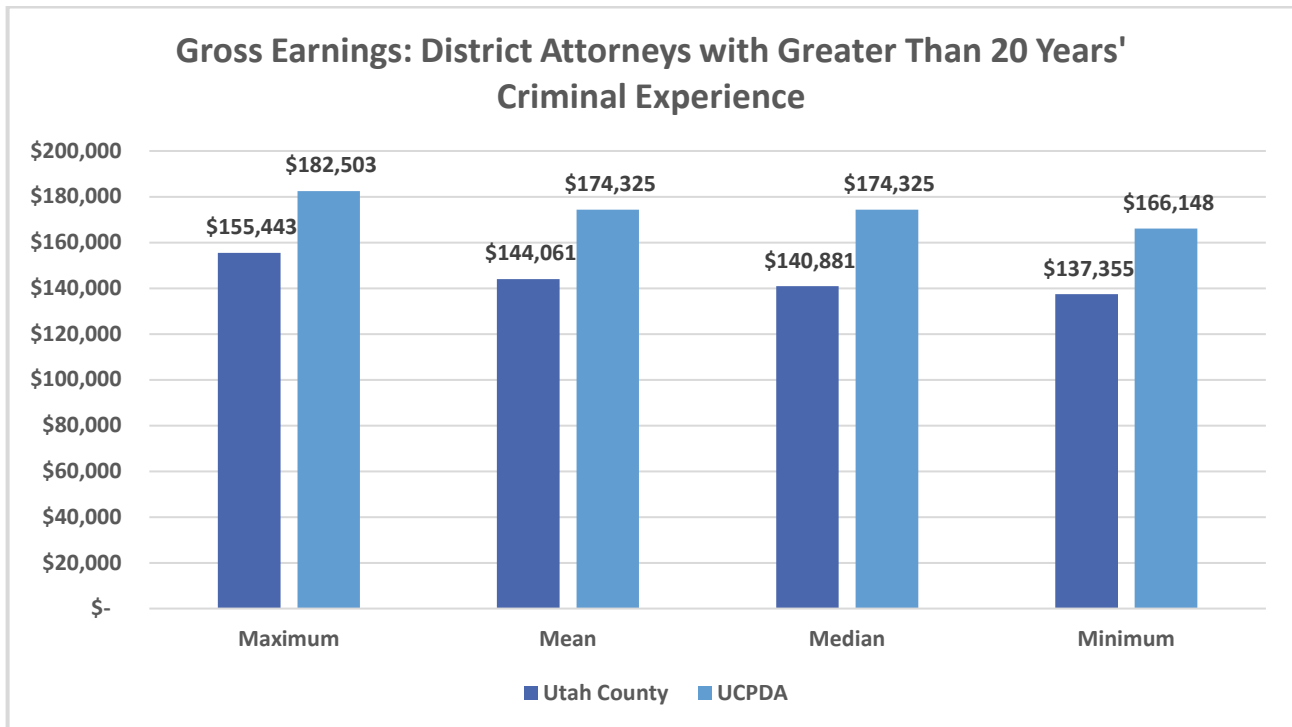 Gross Earnings: District Attorneys with Greater Than 20 Years'
Criminal Experience
$200,000
$180,000
$160,000
$140,000
$120,000
$100,000
$80,000
$60,000
$40,000
$20,000
$-
$155,443
$182,503
$144,061
$174,325
$140,881
$174,325
$137,355
$166,148
Maximum
Mean
Median
Minimum
Utah County
UCPDA